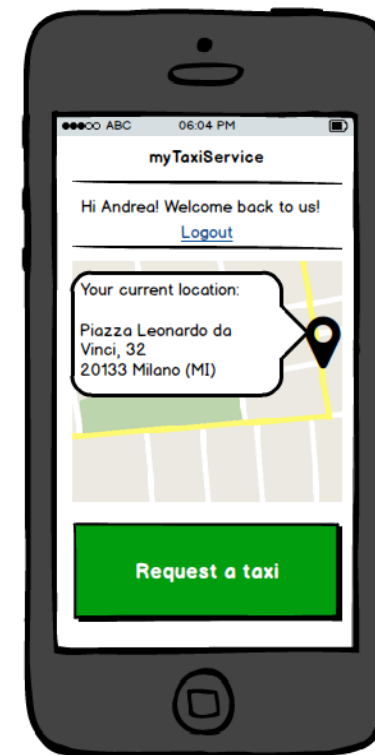 ABC 06:04 PM
myTaxiService
Hi Andrea! Welcome back to us!
Logout
Your current location:
Piazza Leonardo da
Vinci, 32
20133 Milano (MI)
Request a taxi